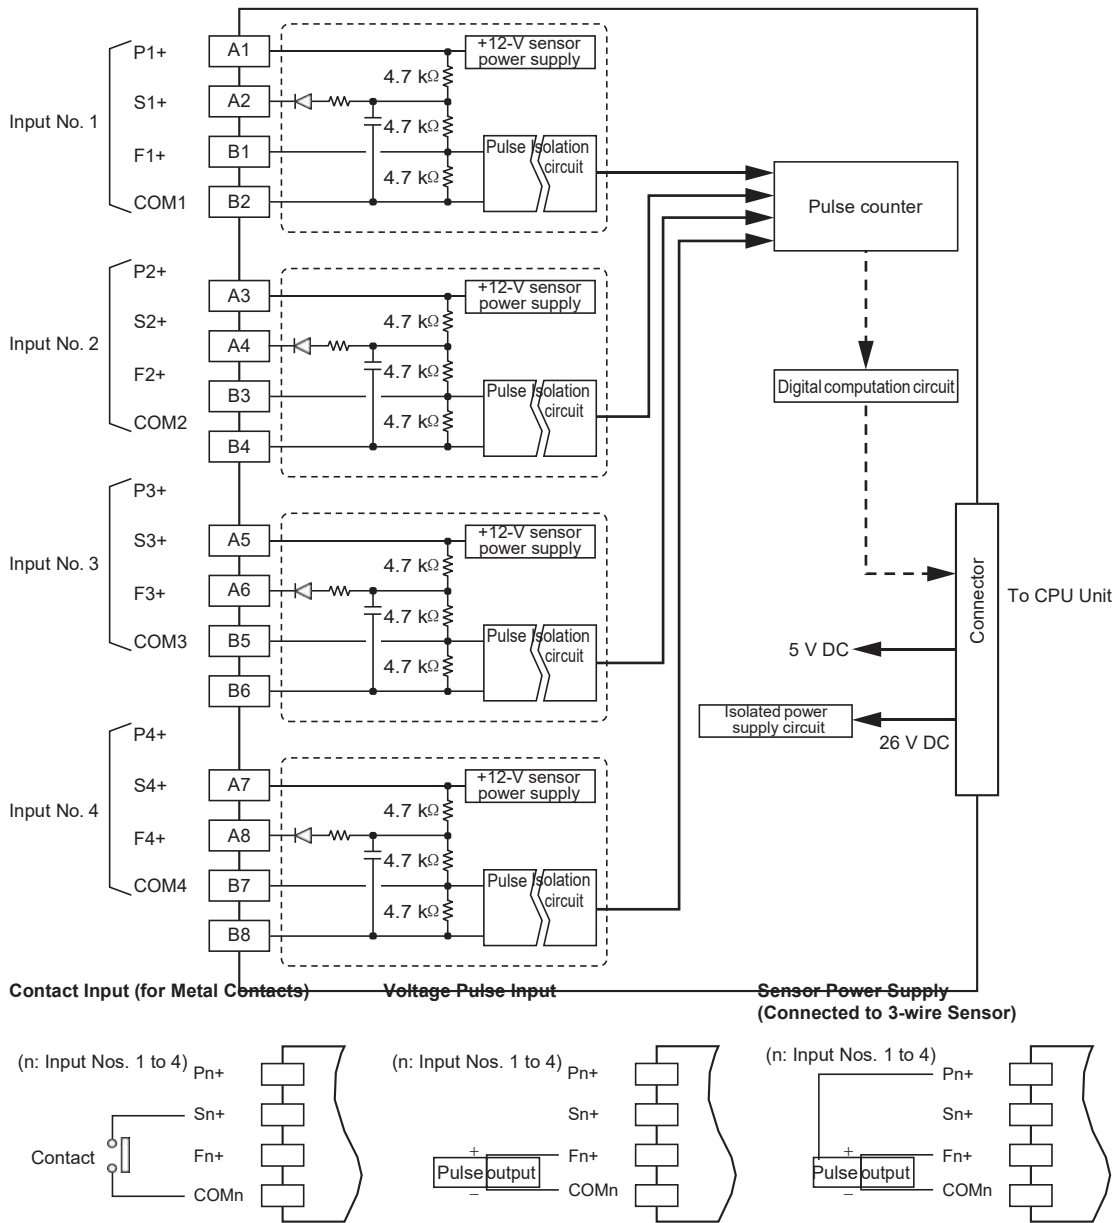 Input No. 1
P1+
S1+
F1+
COM1
A1
A2
B1
B2
+12-V sensor
power supply
4.7 kΩ
4.7 kΩ
4.7 kΩ
Pulse Isolation
circuit
Input No. 2
P2+
S2+
F2+
COM2
A3
A4
B3
B4
+12-V sensor
power supply
4.7 kΩ
4.7 kΩ
4.7 kΩ
Pulse Isolation
circuit
Input No. 3
P3+
S3+
F3+
COM3
A5
A6
B5
B6
+12-V sensor
power supply
4.7 kΩ
4.7 kΩ
4.7 kΩ
Pulse Isolation
circuit
Input No. 4
P4+
S4+
F4+
COM4
A7
A8
B7
B8
+12-V sensor
power supply
4.7 kΩ
4.7 kΩ
4.7 kΩ
Pulse Isolation
circuit
Pulse counter
Digital computation circuit
Connector
To CPU Unit
5 V DC
Isolated power
supply circuit
26 V DC
Contact Input (for Metal Contacts)
(n: Input Nos. 1 to 4)
Pn+
Sn+
Contact
Fn+
COMn
Voltage Pulse Input
(n: Input Nos. 1 to 4)
Pn+
Sn+
+
Fn+
Pulse output
−
COMn
Sensor Power Supply
(Connected to 3-wire Sensor)
(n: Input Nos. 1 to 4)
Pn+
Sn+
+
Fn+
Pulse output
−
COMn